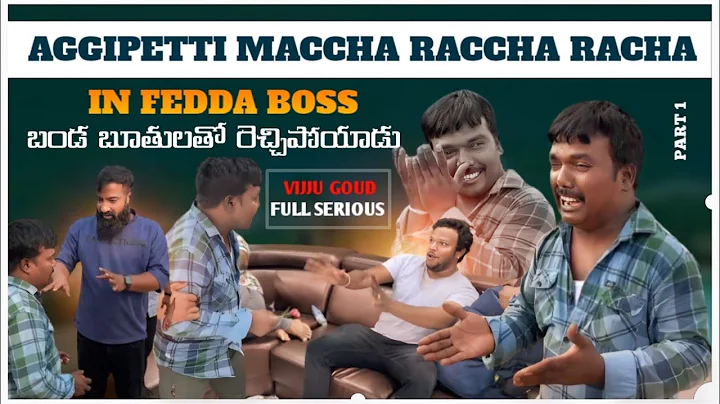 AGGIPETTI MACCHA RACCHA RACHA
IN FEDDA BOSS
బండ బూతులతో రెచ్చిపోయాడు
VIJJU GOUD
FULL SERIOUS
PART 1